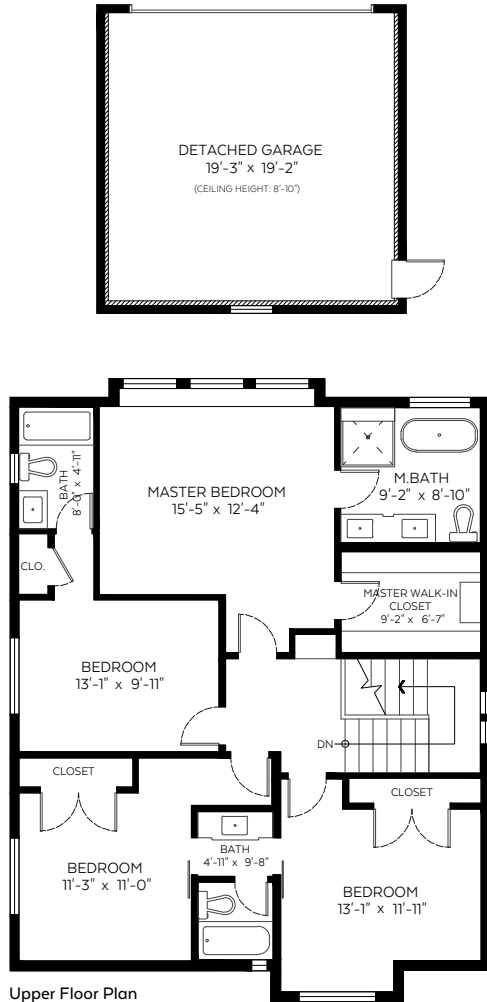 DETACHED GARAGE
19'-3" x 19'-2"
(CEILING HEIGHT: 8'-10")
BATH
8'-0" x 4'-11"
MASTER BEDROOM
15'-5" x 12'-4"
M.BATH
9'-2" x 8'-10"
CLO.
MASTER WALK-IN
CLOSET
9'-2" x 6'-7"
BEDROOM
13'-1" x 9'-11"
DN
CLOSET
CLOSET
BATH
4'-11" x 9'-8"
BEDROOM
11'-3" x 11'-0"
BEDROOM
13'-1" x 11'-11"
Upper Floor Plan